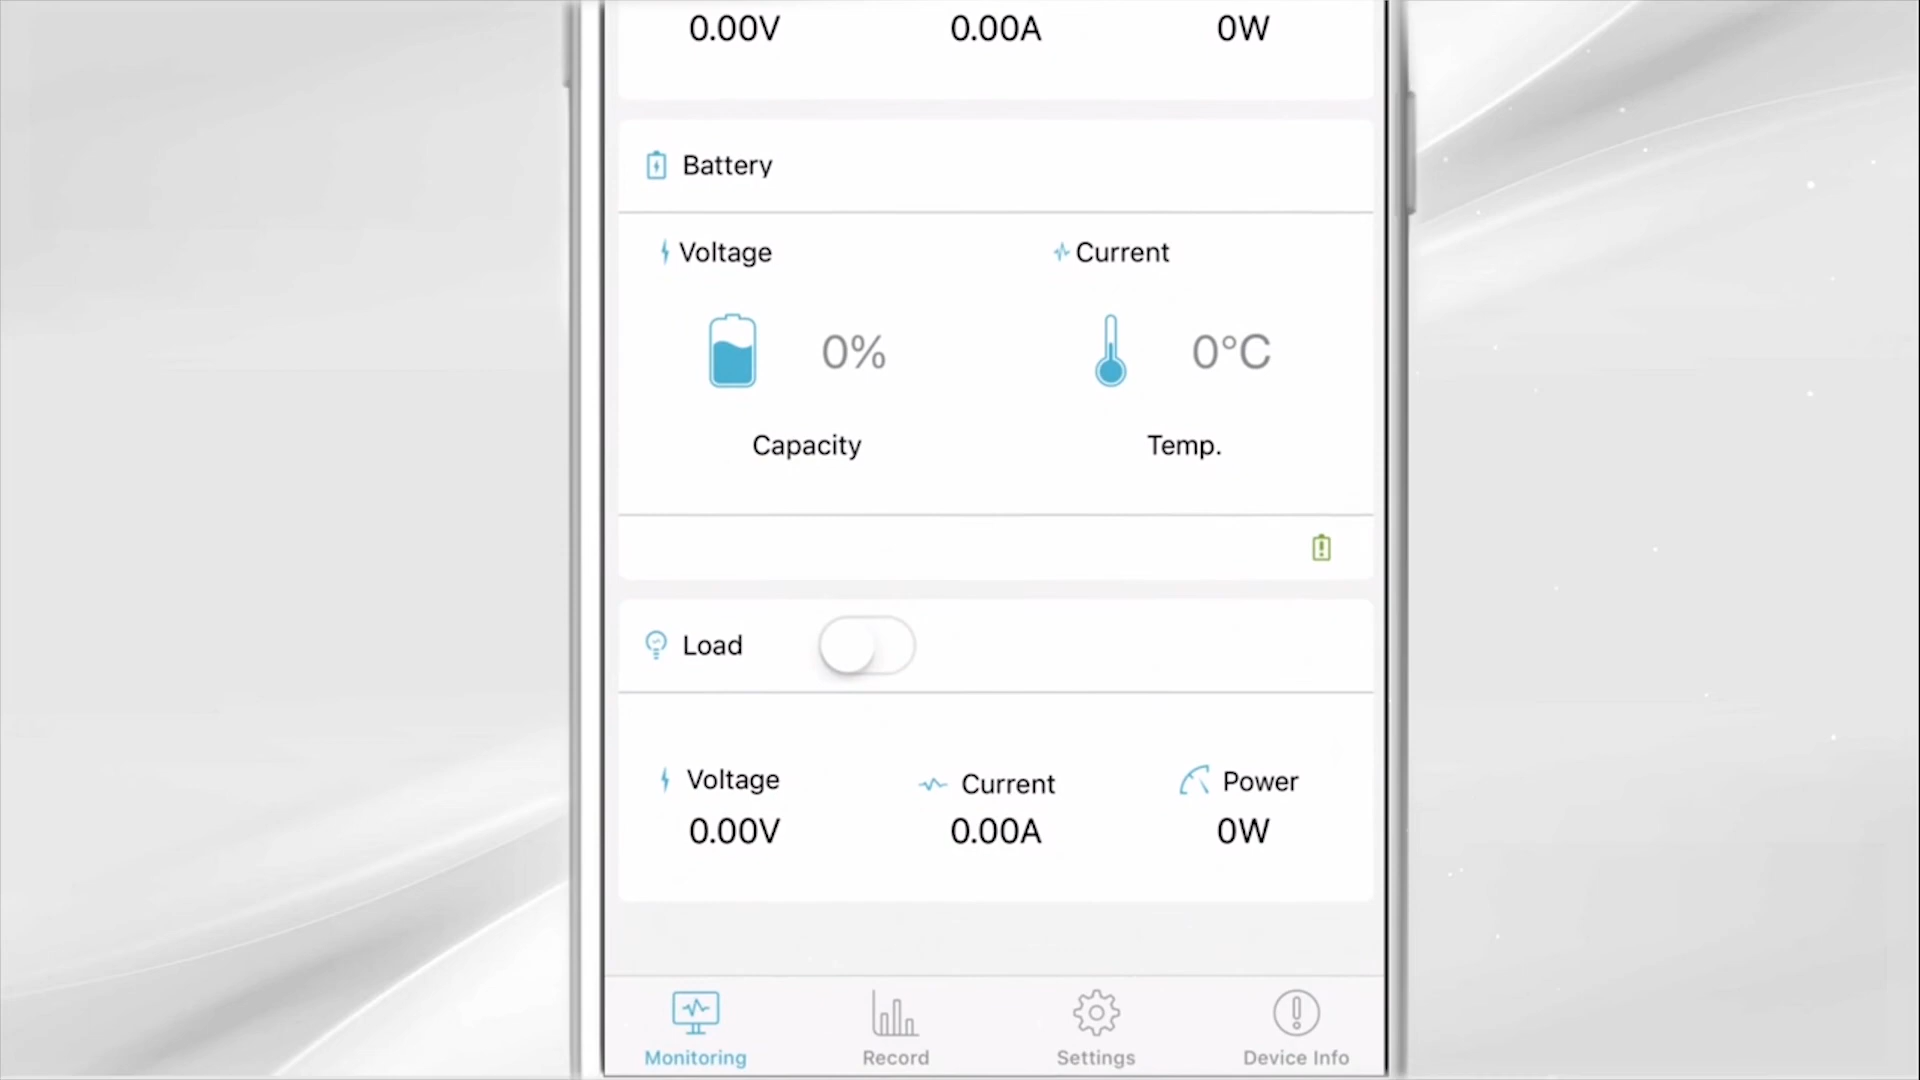 0.00V 0.00A 0W
Battery
Voltage Current
0% 0°C
Capacity Temp.
Load
Voltage Current Power
0.00V 0.00A 0W
Monitoring Record Settings Device Info